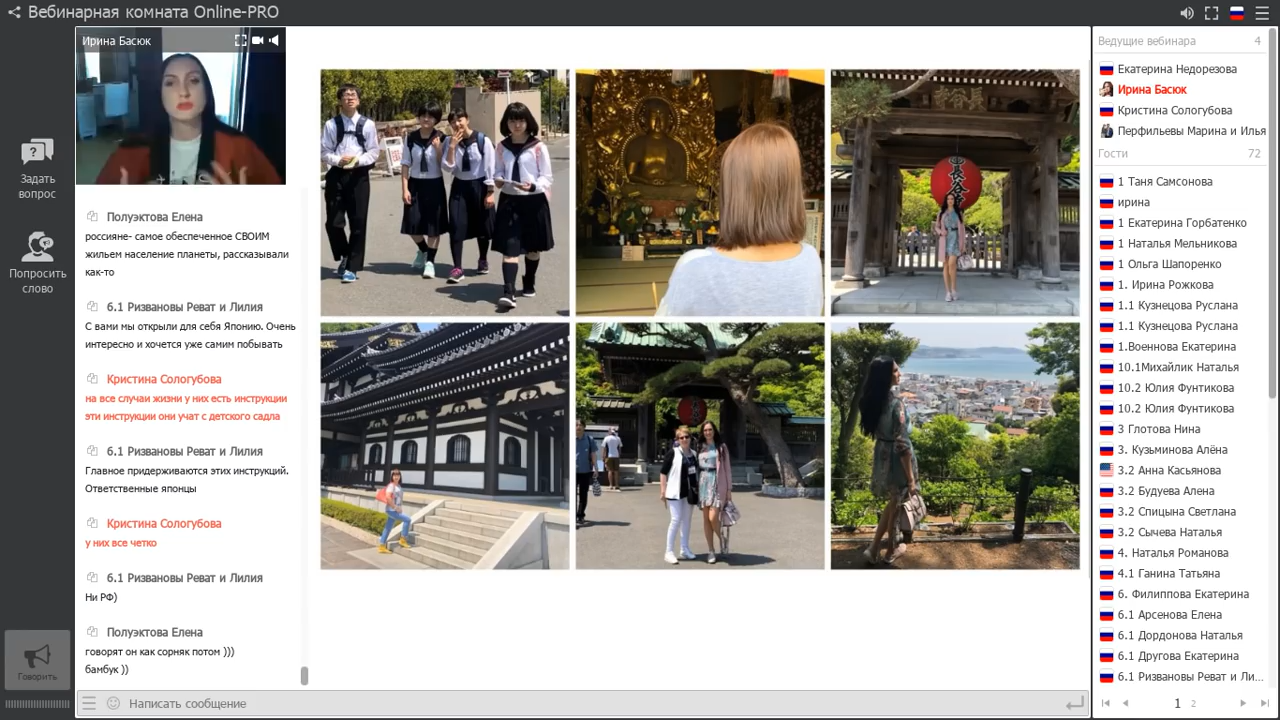 Вебинарная комната Online-PRO
Задать
вопрос
Попросить
слово
Говорить
Ирина Басюк
Полуэктова Елена
россияне- самое обеспеченное СВОИМ
жильем население планеты, рассказывали
как-то
6.1 Ризвановы Реват и Лилия
С вами мы открыли для себя Японию. Очень
интересно и хочется уже самим побывать
Кристина Сологубова
на все случаи жизни у них есть инструкции
эти инструкции они учат с детского садла
6.1 Ризвановы Реват и Лилия
Главное придерживаются этих инструкций.
Ответственные японцы
Кристина Сологубова
у них все четко
6.1 Ризвановы Реват и Лилия
Ни РФ)
Полуэктова Елена
говорят он как сорняк потом )))
бамбук ))
Написать сообщение
長谷寺
Ведущие вебинара 4
Екатерина Недорезова
Ирина Басюк
Кристина Сологубова
Перфильевы Марина и Илья
Гости 72
1 Таня Самсонова
ирина
1 Екатерина Горбатенко
1 Наталья Мельникова
1 Ольга Шапоренко
1. Ирина Рожкова
1.1 Кузнецова Руслана
1.1 Кузнецова Руслана
1.Военнова Екатерина
10.1Михайлик Наталья
10.2 Юлия Фунтикова
10.2 Юлия Фунтикова
3 Глотова Нина
3. Кузьминова Алёна
3.2 Анна Касьянова
3.2 Будуева Алена
3.2 Спицына Светлана
3.2 Сычева Наталья
4. Наталья Романова
4.1 Ганина Татьяна
6. Филиппова Екатерина
6.1 Арсенова Елена
6.1 Дордонова Наталья
6.1 Другова Екатерина
6.1 Ризвановы Реват и Ли...
1 2